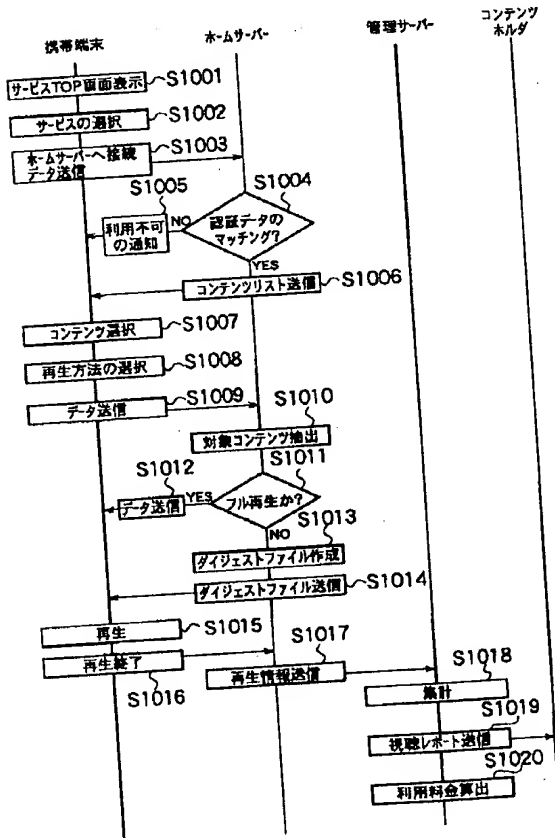 携帯端末
ホームサーバー
管理サーバー
コンテンツ
ホルダ
サービスTOP画面表示
S1001
サービスの選択
S1002
ホームサーバーへ接続
データ送信
S1003
S1004
認証データの
マッチング?
S1005
NO
利用不可
の通知
YES
コンテンツリスト送信
S1006
コンテンツ選択
S1007
再生方法の選択
S1008
データ送信
S1009
S1010
対象コンテンツ抽出
S1011
フル再生か?
S1012
YES
データ送信
NO
S1013
ダイジェストファイル作成
ダイジェストファイル送信
S1014
再生
S1015
再生終了
S1016
S1017
再生情報送信
S1018
集計
S1019
視聴レポート送信
S1020
利用料金算出